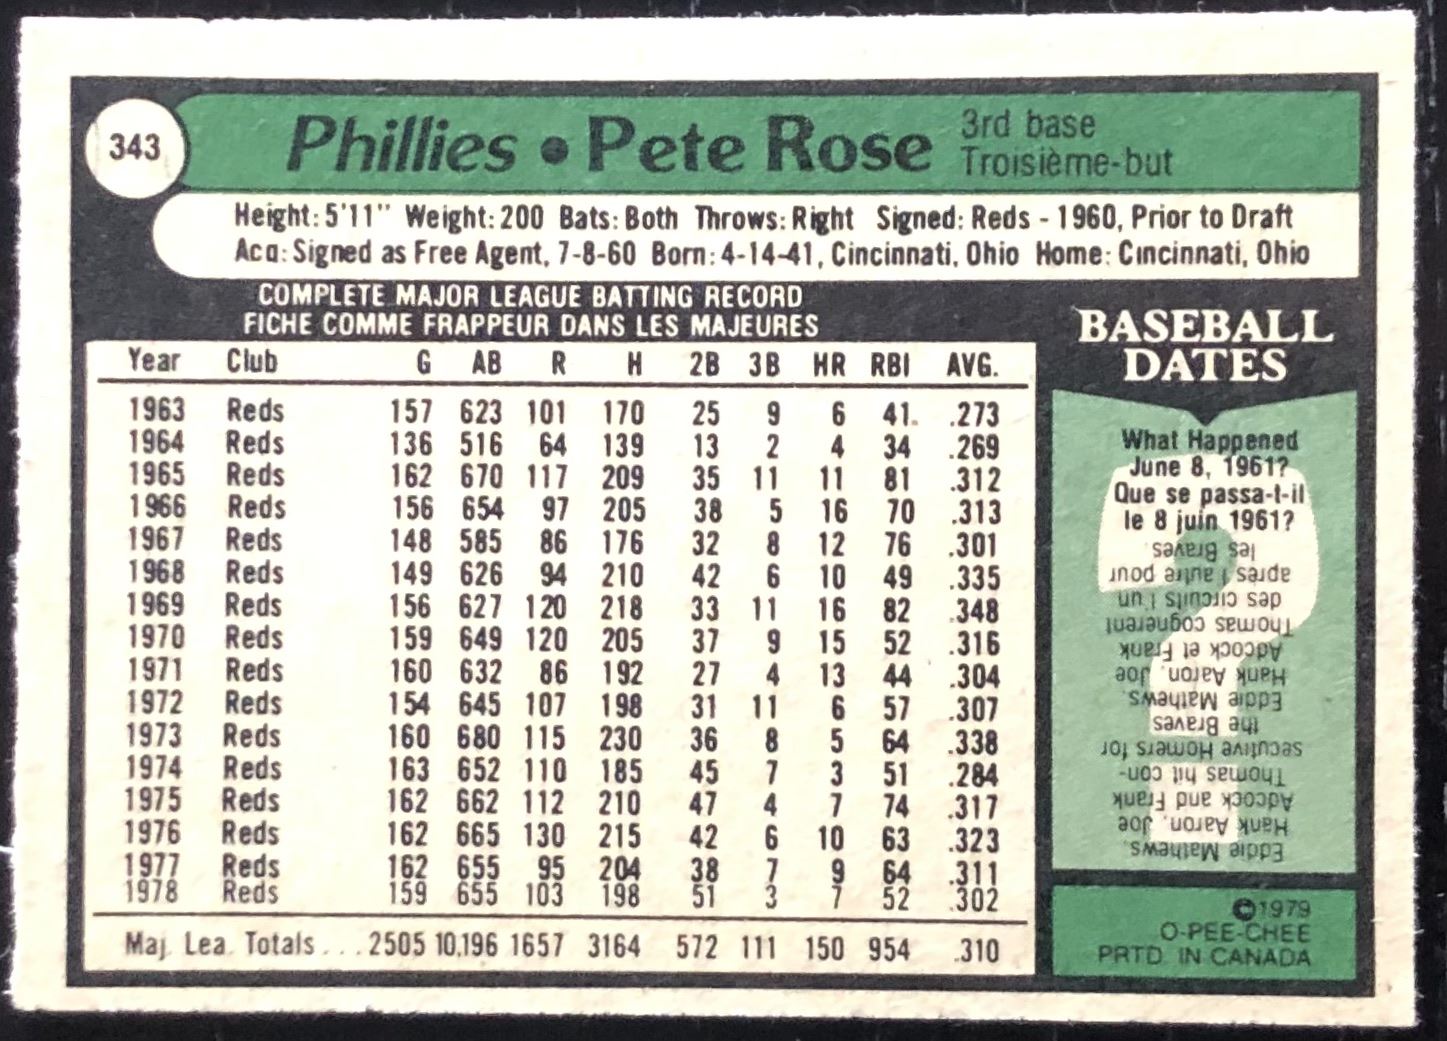 343
Phillies • Pete Rose
3rd base
Troisième-but
Height: 5'11" Weight: 200 Bats: Both Throws: Right Signed: Reds - 1960, Prior to Draft
Acq: Signed as Free Agent, 7-8-60 Born: 4-14-41, Cincinnati, Ohio Home: Cincinnati, Ohio
COMPLETE MAJOR LEAGUE BATTING RECORD
FICHE COMME FRAPPEUR DANS LES MAJEURES
Year Club G AB R H 2B 3B HR RBI AVG.
1963 Reds 157 623 101 170 25 9 6 41 .273
1964 Reds 136 516 64 139 13 2 4 34 .269
1965 Reds 162 670 117 209 35 11 11 81 .312
1966 Reds 156 654 97 205 38 5 16 70 .313
1967 Reds 148 585 86 176 32 8 12 76 .301
1968 Reds 149 626 94 210 42 6 10 49 .335
1969 Reds 156 627 120 218 33 11 16 82 .348
1970 Reds 159 649 120 205 37 9 15 52 .316
1971 Reds 160 632 86 192 27 4 13 44 .304
1972 Reds 154 645 107 198 31 11 6 57 .307
1973 Reds 160 680 115 230 36 8 5 64 .338
1974 Reds 163 652 110 185 45 7 3 51 .284
1975 Reds 162 662 112 210 47 4 7 74 .317
1976 Reds 162 665 130 215 42 6 10 63 .323
1977 Reds 162 655 95 204 38 7 9 64 .311
1978 Reds 159 655 103 198 51 3 7 52 .302
Maj. Lea. Totals ... 2505 10,196 1657 3164 572 111 150 954 .310
BASEBALL
DATES
What Happened
June 8, 1961?
Que se passa-t-il
le 8 juin 1961?
Eddie Mathews,
Hank Aaron, Joe
Adcock and Frank
Thomas hit con-
secutive Homers for
the Braves
Eddie Mathews,
Hank Aaron, Joe
Adcock et Frank
Thomas cognerent
des circuits l'un
apres l'autre pour
les Braves
©1979
O-PEE-CHEE
PRTD. IN CANADA